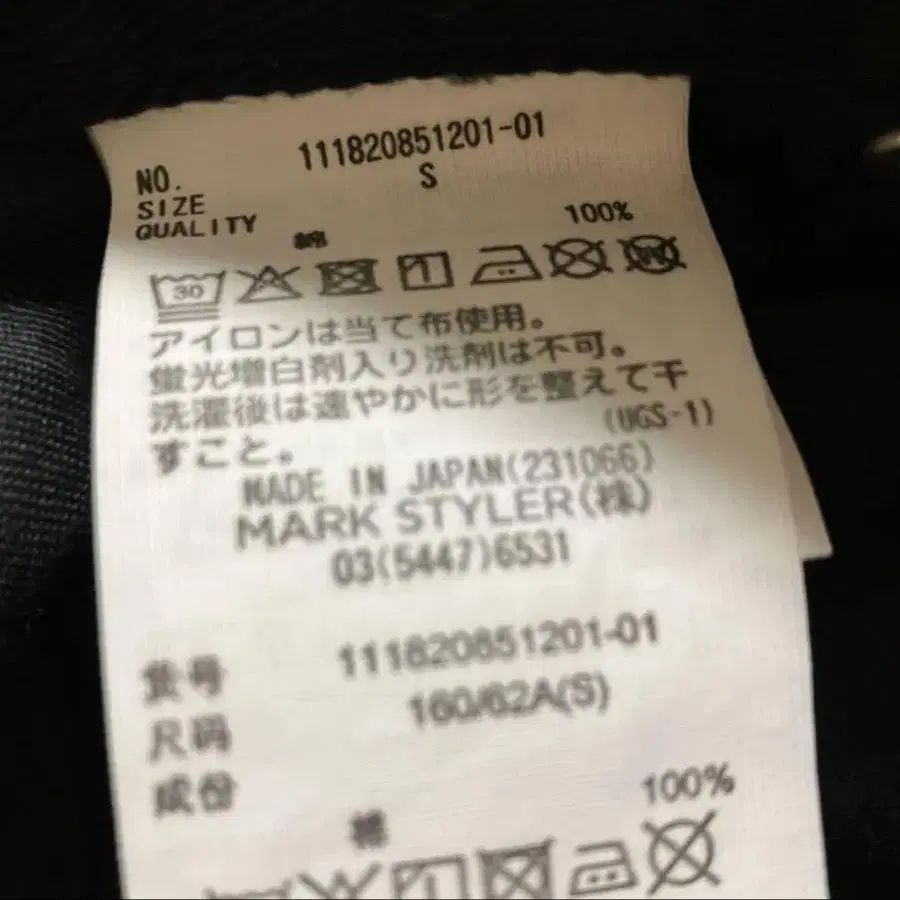 NO. 111820851201-01
SIZE S
QUALITY
綿 100%
30
アイロンは当て布使用。
蛍光増白剤入り洗剤は不可。
洗濯後は速やかに形を整えて干
すこと。 (UGS-1)
MADE IN JAPAN(231066)
MARK STYLER(株)
03(5447)6531
货号 111820851201-01
尺码 160/62A(S)
成份
棉 100%